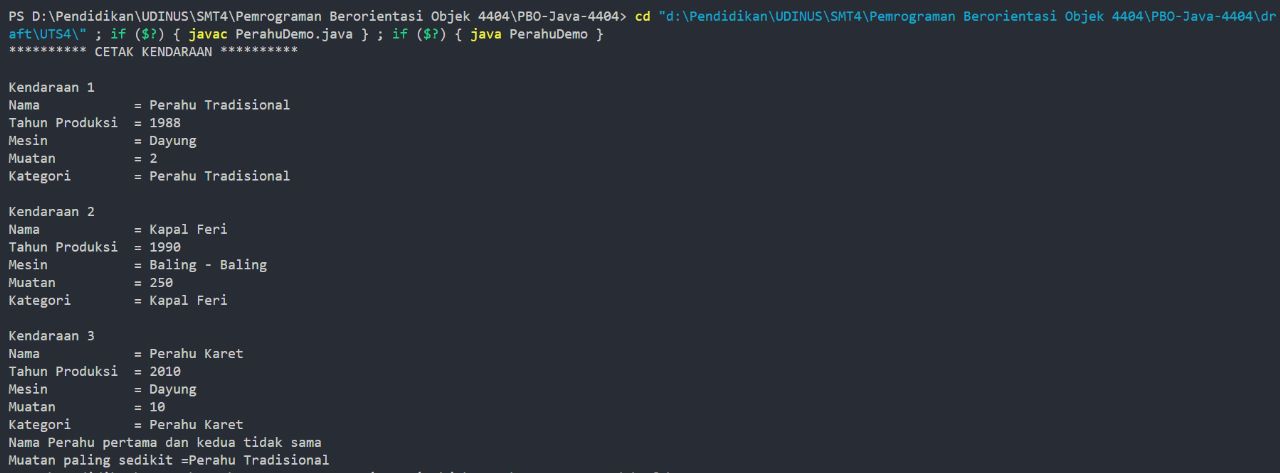 PS D:\Pendidikan\UDINUS\SMT4\Pemrograman Berorientasi Objek 4404\PBO-Java-4404> cd "d:\Pendidikan\UDINUS\SMT4\Pemrograman Berorientasi Objek 4404\PBO-Java-4404\dr
aft\UTS4\" ; if ($?) { javac PerahuDemo.java } ; if ($?) { java PerahuDemo }
********** CETAK KENDARAAN **********
Kendaraan 1
Nama            = Perahu Tradisional
Tahun Produksi  = 1988
Mesin           = Dayung
Muatan          = 2
Kategori        = Perahu Tradisional
Kendaraan 2
Nama            = Kapal Feri
Tahun Produksi  = 1990
Mesin           = Baling - Baling
Muatan          = 250
Kategori        = Kapal Feri
Kendaraan 3
Nama            = Perahu Karet
Tahun Produksi  = 2010
Mesin           = Dayung
Muatan          = 10
Kategori        = Perahu Karet
Nama Perahu pertama dan kedua tidak sama
Muatan paling sedikit =Perahu Tradisional